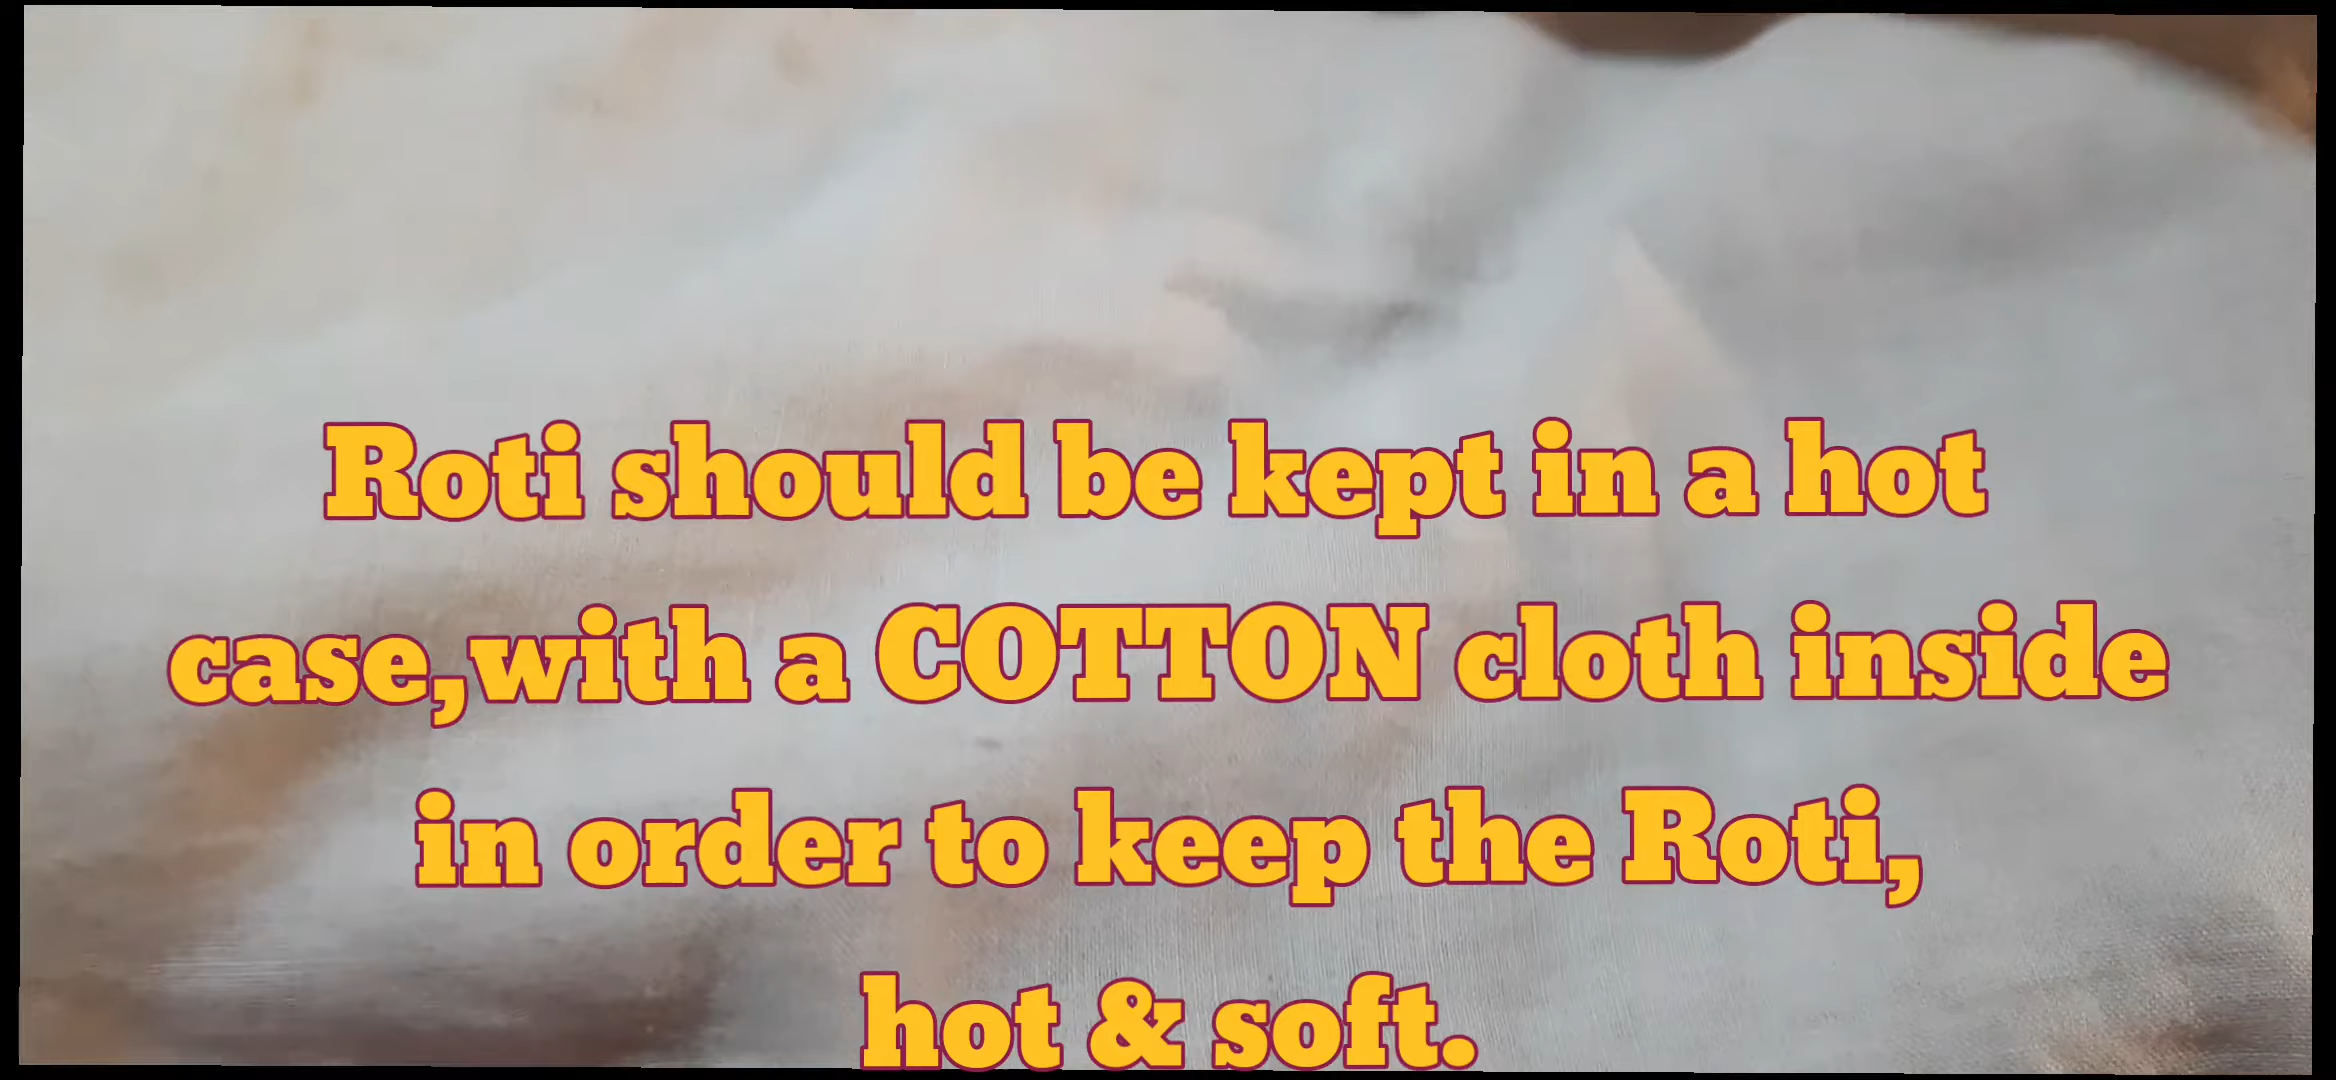 Roti should be kept in a hot
case,with a COTTON cloth inside
in order to keep the Roti,
hot & soft.